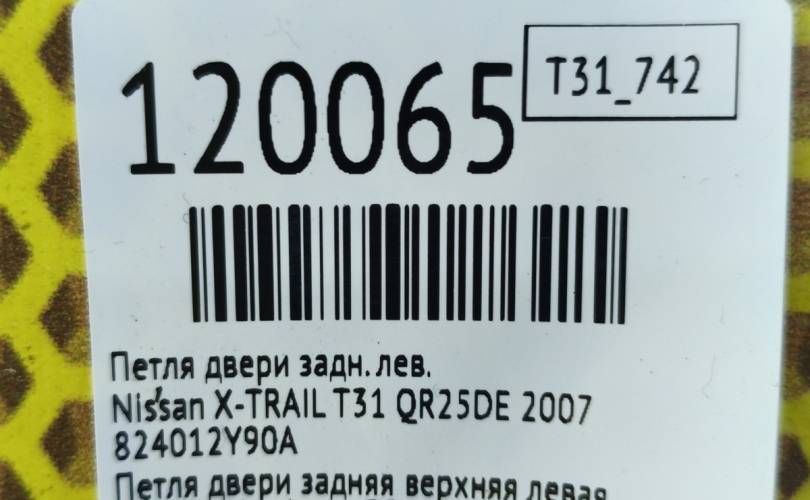 120065
T31_742
Петля двери задн. лев.
Nissan X-TRAIL T31 QR25DE 2007
824012Y90A
Петля двери задняя верхняя левая